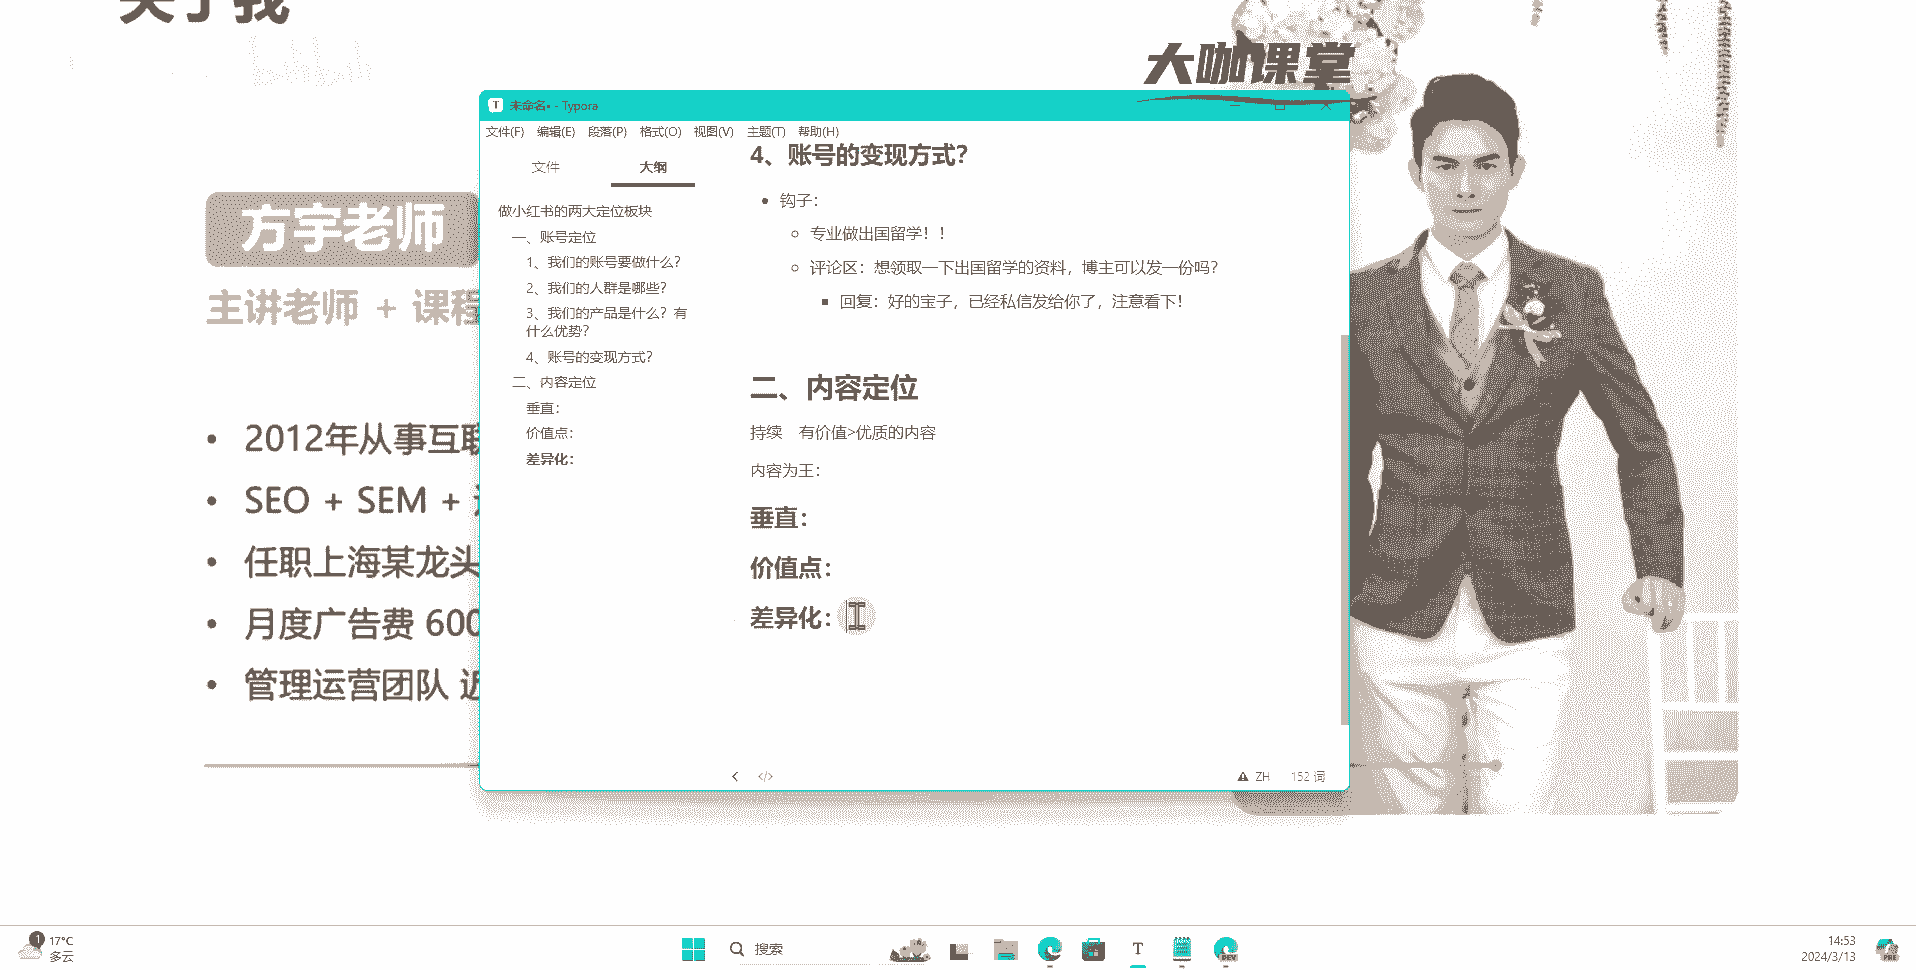 关于我
大咖课堂
方宇老师
主讲老师 + 课程
2012年从事互联
SEO + SEM +
任职上海某龙头
月度广告费 600
管理运营团队 近
未命名• - Typora
文件(F) 编辑(E) 段落(P) 格式(O) 视图(V) 主题(T) 帮助(H)
文件 大纲
做小红书的两大定位板块
一、账号定位
1、我们的账号要做什么？
2、我们的人群是哪些？
3、我们的产品是什么？有
什么优势？
4、账号的变现方式？
二、内容定位
垂直：
价值点：
差异化：
4、账号的变现方式？
钩子：
专业做出国留学！！
评论区：想领取一下出国留学的资料，博主可以发一份吗？
回复：好的宝子，已经私信发给你了，注意看下！
二、内容定位
持续 有价值>优质的内容
内容为王：
垂直：
价值点：
差异化：
</> ZH 152 词
1
17°C
多云
搜索
T
DEV
14:53
2024/3/13
PRE